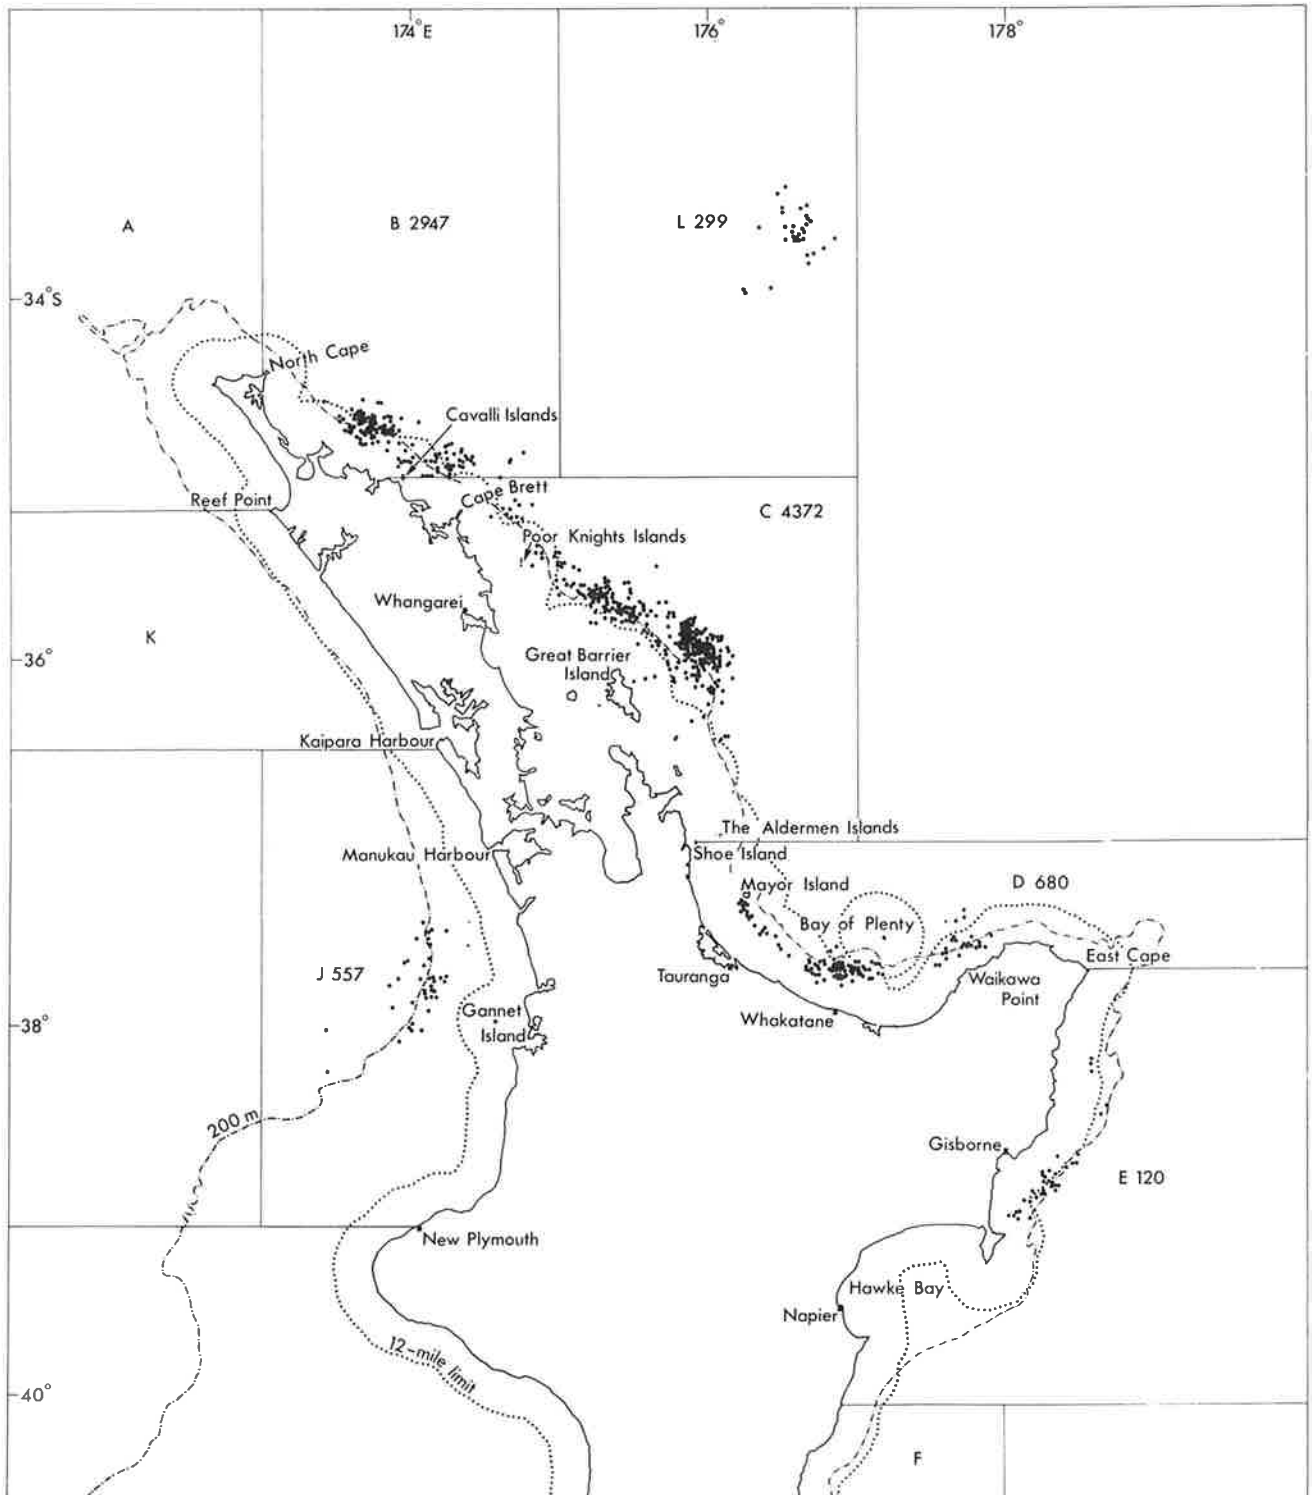 174°E
176°
178°
A
B 2947
L 299
34°S
North Cape
Cavalli Islands
Reef Point
Cape Brett
C 4372
Poor Knights Islands
Whangarei
K
36°
Great Barrier
Island
Kaipara Harbour
The Aldermen Islands
Manukau Harbour
Shoe Island
Mayor Island
D 680
Bay of Plenty
East Cape
J 557
Tauranga
Waikawa
Point
Gannet
Island
Whakatane
38°
200 m
Gisborne
E 120
New Plymouth
Hawke Bay
Napier
12-mile limit
40°
F